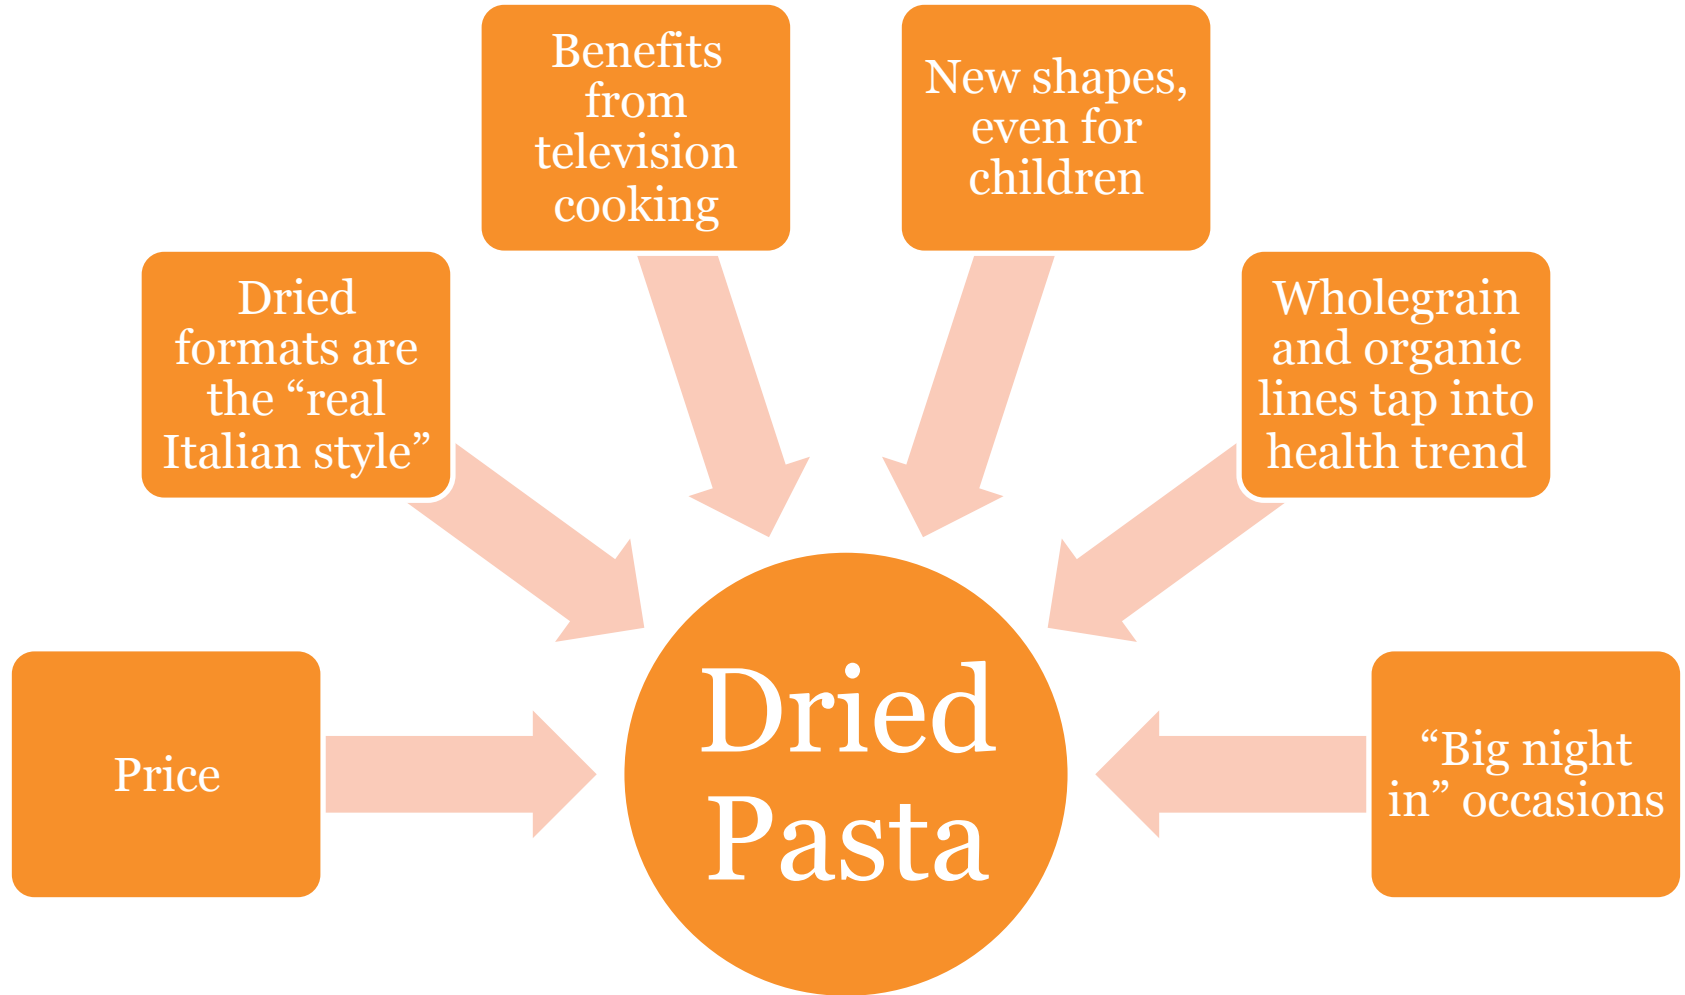 Benefits
from
television
cooking
New shapes,
even for
children
Dried
formats are
the “real
Italian style”
Wholegrain
and organic
lines tap into
health trend
Price
Dried
Pasta
“Big night
in” occasions